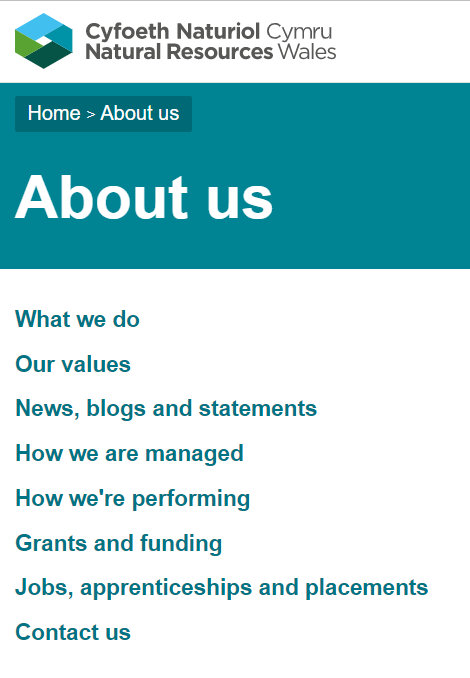 Cyfoeth Naturiol Cymru
Natural Resources Wales
Home > About us
About us
What we do
Our values
News, blogs and statements
How we are managed
How we're performing
Grants and funding
Jobs, apprenticeships and placements
Contact us